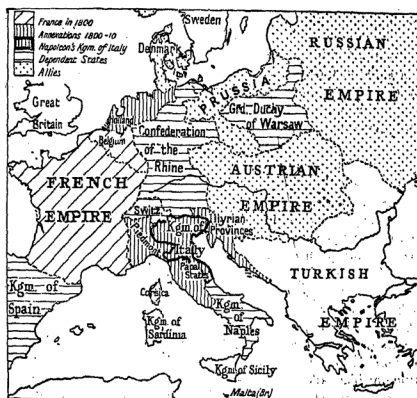 France in 1800
Annexations 1800-10
Napoleon's Kgm. of Italy
Dependent States
Allies
Sweden
RUSSIAN
EMPIRE
Denmark
Great
Britain
PRUSSIA
Holland
Grd. Duchy
of Warsaw
Belgium
Confederation
of the
Rhine
AUSTRIAN
EMPIRE
FRENCH
EMPIRE
Switz.
Illyrian
Provinces
Kgm. of
Italy
Piedmont
Papal
States
TURKISH
EMPIRE
Kgm. of
Spain
Corsica
Kgm. of
Sardinia
Kgm.
of
Naples
Kgm. of Sicily
Malta (Br)